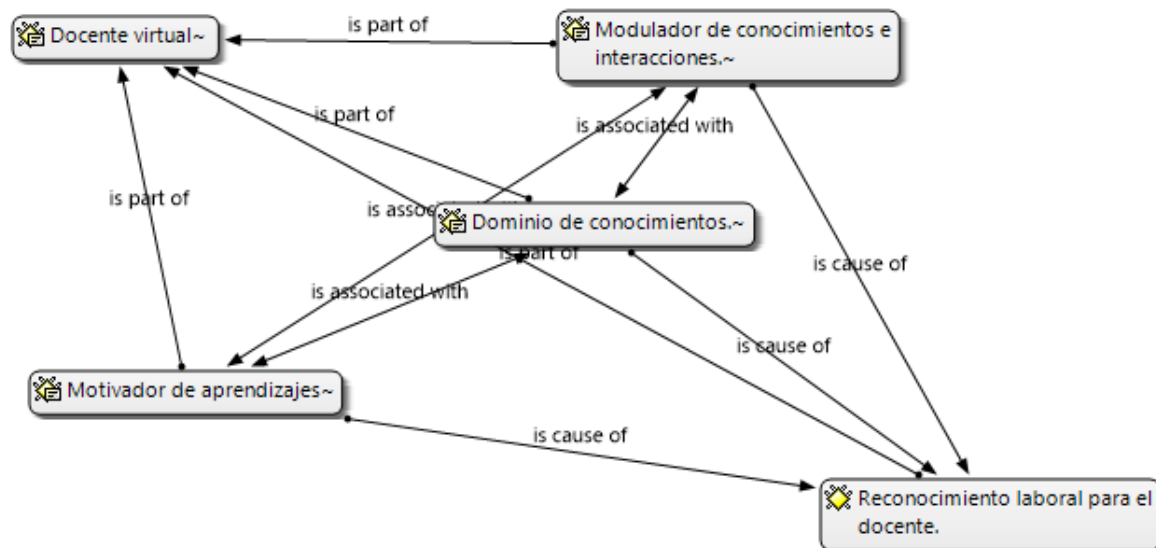 is part of
Docente virtual~
Modulador de conocimientos e
interacciones.~
is part of
is associated with
is part of
is associated with
Dominio de conocimientos.~
is part of
is cause of
is associated with
is cause of
Motivador de aprendizajes~
is cause of
Reconocimiento laboral para el
docente.